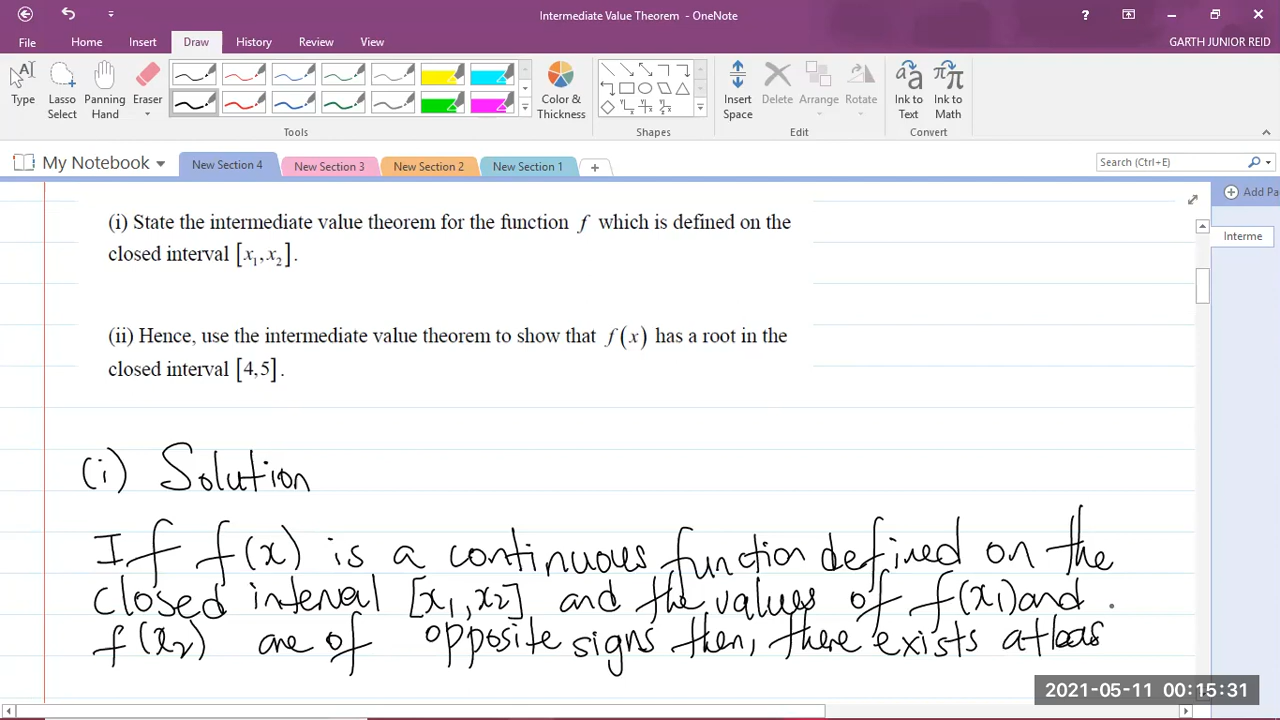 Intermediate Value Theorem - OneNote
File Home Insert Draw History Review View
GARTH JUNIOR REID
Type
Lasso Select
Panning Hand
Eraser
Color & Thickness
Insert Space
Delete
Arrange
Rotate
Ink to Text
Ink to Math
Tools
Shapes
Edit
Convert
My Notebook
New Section 4
New Section 3
New Section 2
New Section 1
Search (Ctrl+E)
Add Pa
Interme
(i) State the intermediate value theorem for the function f which is defined on the
closed interval [x₁,x₂].
(ii) Hence, use the intermediate value theorem to show that f(x) has a root in the
closed interval [4,5].
(i) Solution
If f(x) is a continuous function defined on the
closed interval [x₁,x₂] and the values of f(x₁) and
f(x₂) are of opposite signs then, there exists atleas
2021-05-11 00:15:31